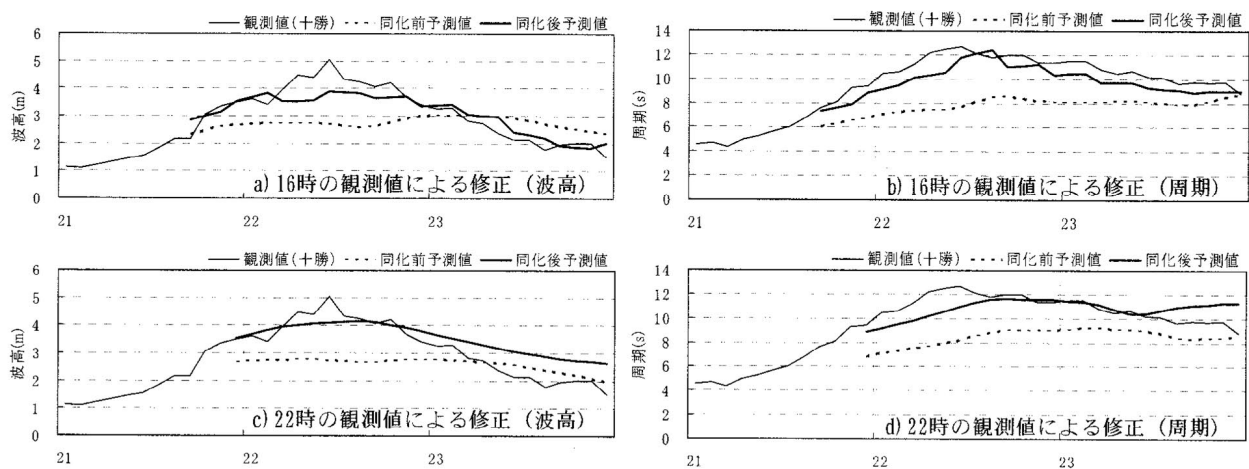 a)
観測値(十勝) 同化前予測値 同化後予測値
6
5
4
3
2
1
0
波高(m)
a) 16時の観測値による修正 (波高)
21 22 23
b)
観測値(十勝) 同化前予測値 同化後予測値
14
12
10
8
6
4
2
0
周期(s)
b) 16時の観測値による修正 (周期)
21 22 23
c)
観測値(十勝) 同化前予測値 同化後予測値
6
5
4
3
2
1
0
波高(m)
c) 22時の観測値による修正 (波高)
21 22 23
d)
観測値(十勝) 同化前予測値 同化後予測値
14
12
10
8
6
4
2
0
周期(s)
d) 22時の観測値による修正 (周期)
21 22 23